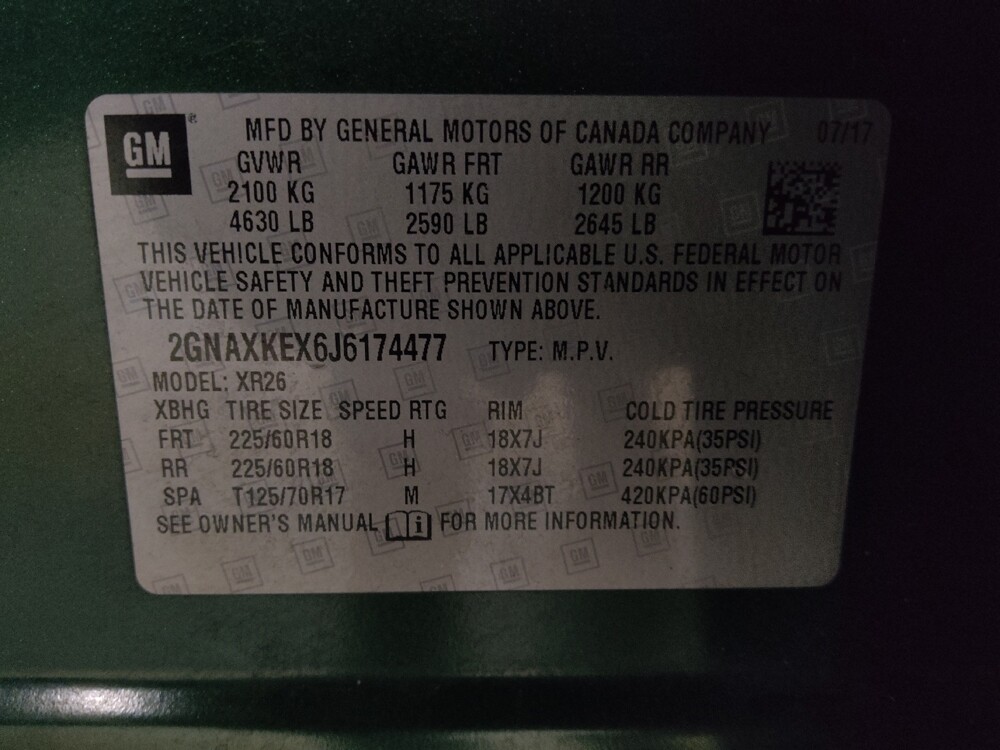 GM ®
MFD BY GENERAL MOTORS OF CANADA COMPANY 07/17
GVWR GAWR FRT GAWR RR
2100 KG 1175 KG 1200 KG
4630 LB 2590 LB 2645 LB
THIS VEHICLE CONFORMS TO ALL APPLICABLE U.S. FEDERAL MOTOR
VEHICLE SAFETY AND THEFT PREVENTION STANDARDS IN EFFECT ON
THE DATE OF MANUFACTURE SHOWN ABOVE.
2GNAXKEX6J6174477 TYPE: M.P.V.
MODEL: XR26
XBHG TIRE SIZE SPEED RTG RIM COLD TIRE PRESSURE
FRT 225/60R18 H 18X7J 240KPA(35PSI)
RR 225/60R18 H 18X7J 240KPA(35PSI)
SPA T125/70R17 M 17X4BT 420KPA(60PSI)
SEE OWNER'S MANUAL FOR MORE INFORMATION.